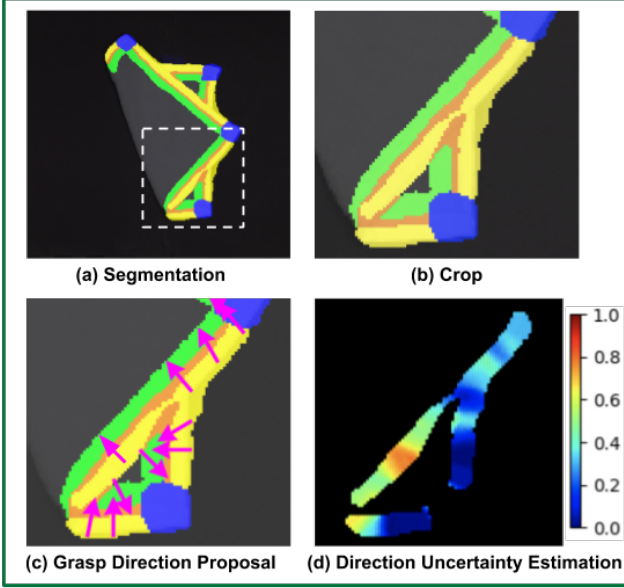 (a) Segmentation
(b) Crop
1.0
0.8
0.6
0.4
0.2
0.0
(c) Grasp Direction Proposal
(d) Direction Uncertainty Estimation